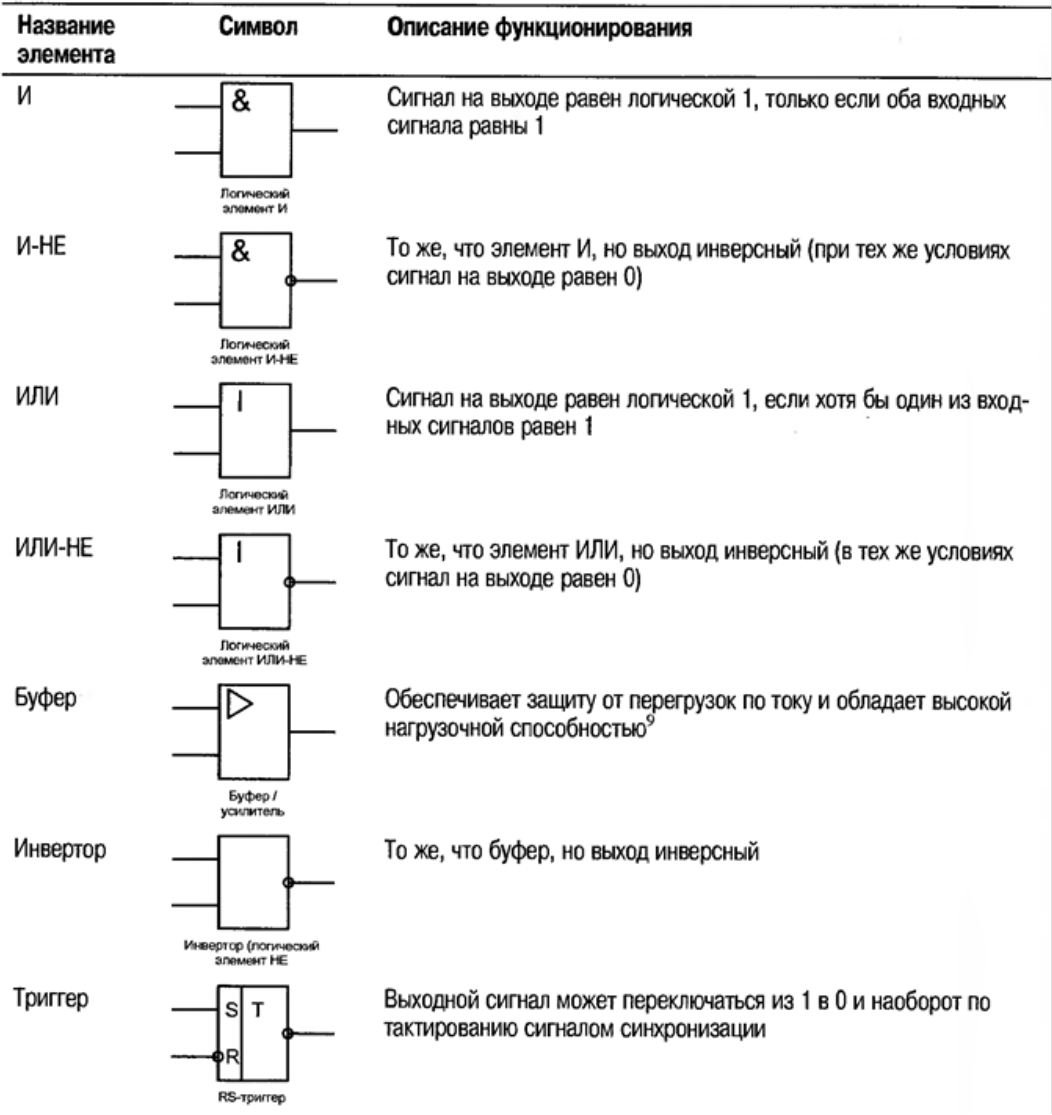 Название элемента
Символ
Описание функционирования
И
&
Логический
элемент И
Сигнал на выходе равен логической 1, только если оба входных
сигнала равны 1
И-НЕ
&
Логический
элемент И-НЕ
То же, что элемент И, но выход инверсный (при тех же условиях
сигнал на выходе равен 0)
ИЛИ
I
Логический
элемент ИЛИ
Сигнал на выходе равен логической 1, если хотя бы один из вход-
ных сигналов равен 1
ИЛИ-НЕ
I
Логический
элемент ИЛИ-НЕ
То же, что элемент ИЛИ, но выход инверсный (в тех же условиях
сигнал на выходе равен 0)
Буфер
Буфер /
усилитель
Обеспечивает защиту от перегрузок по току и обладает высокой
нагрузочной способностью⁹
Инвертор
Инвертор (логический
элемент НЕ
То же, что буфер, но выход инверсный
Триггер
S T
R
RS-триггер
Выходной сигнал может переключаться из 1 в 0 и наоборот по
тактированию сигналом синхронизации